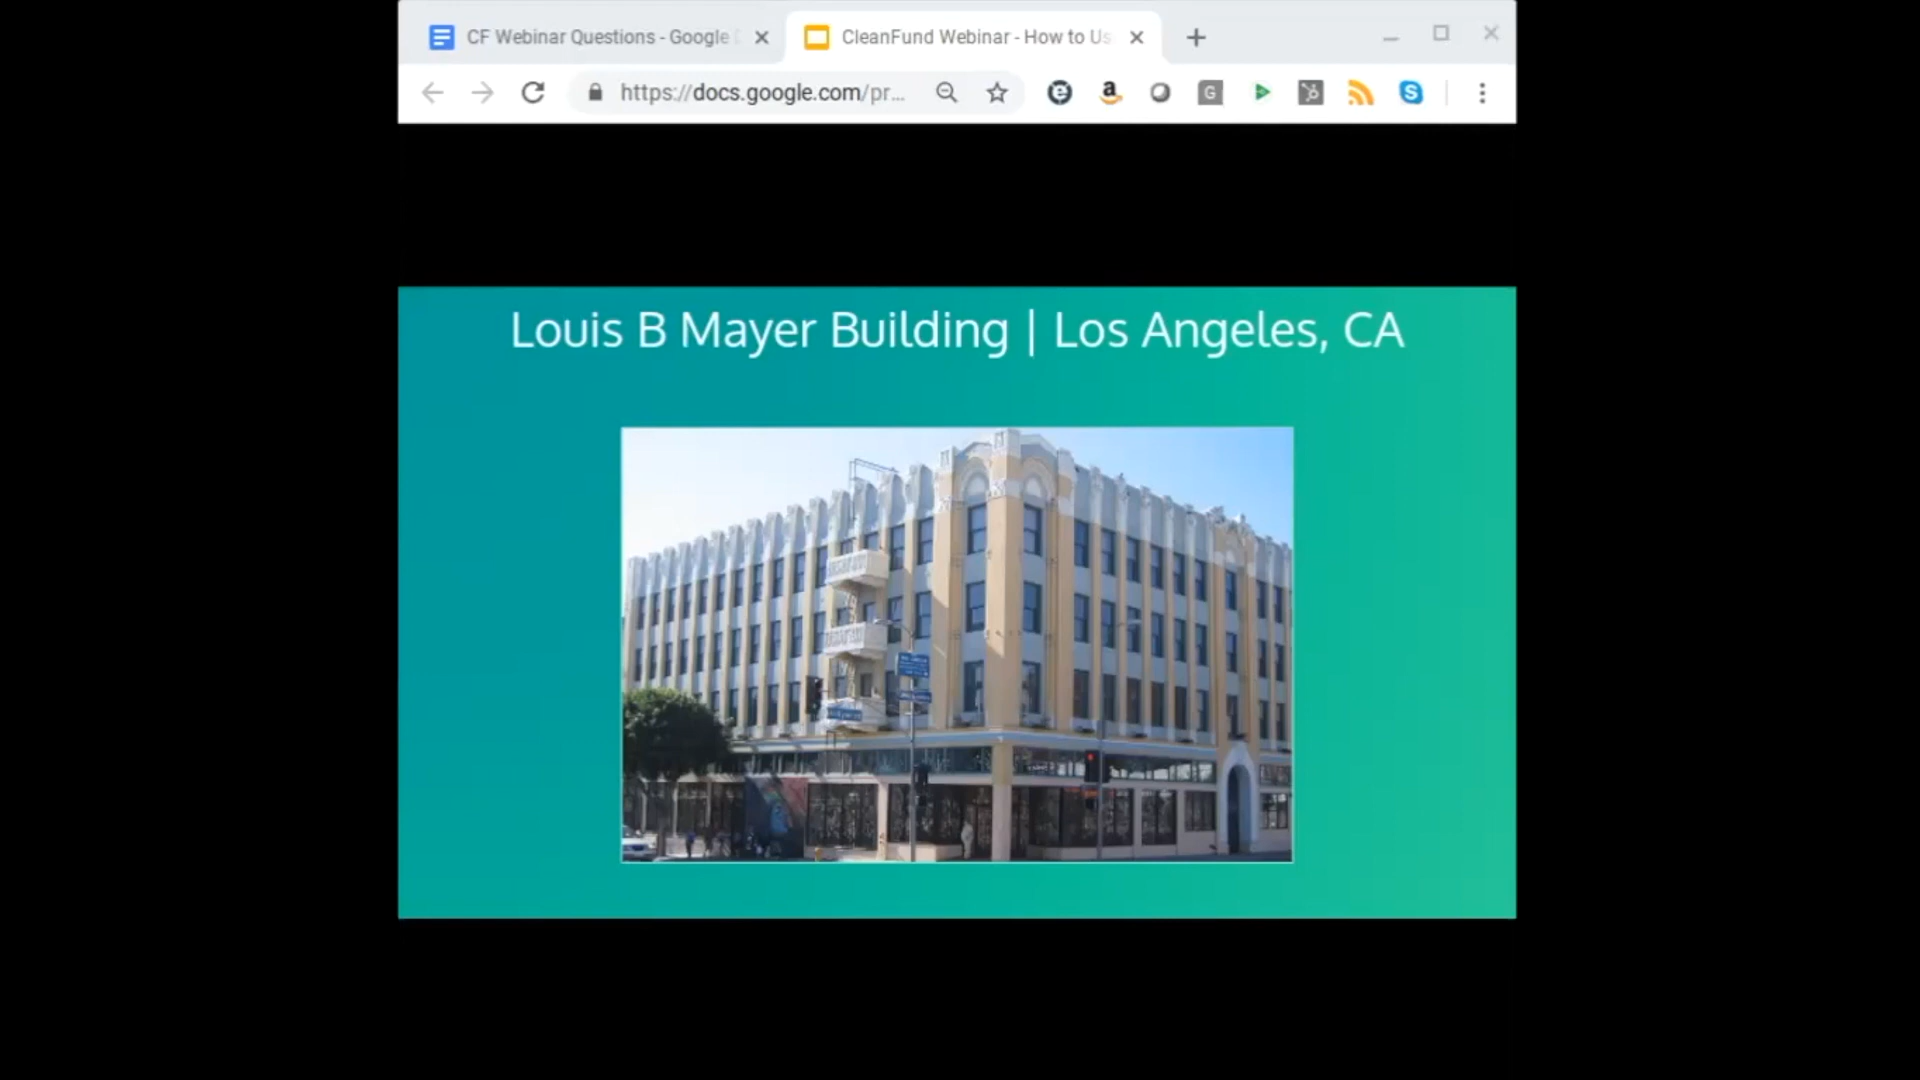 CF Webinar Questions - Google
CleanFund Webinar - How to Us
https://docs.google.com/pr...
Louis B Mayer Building | Los Angeles, CA